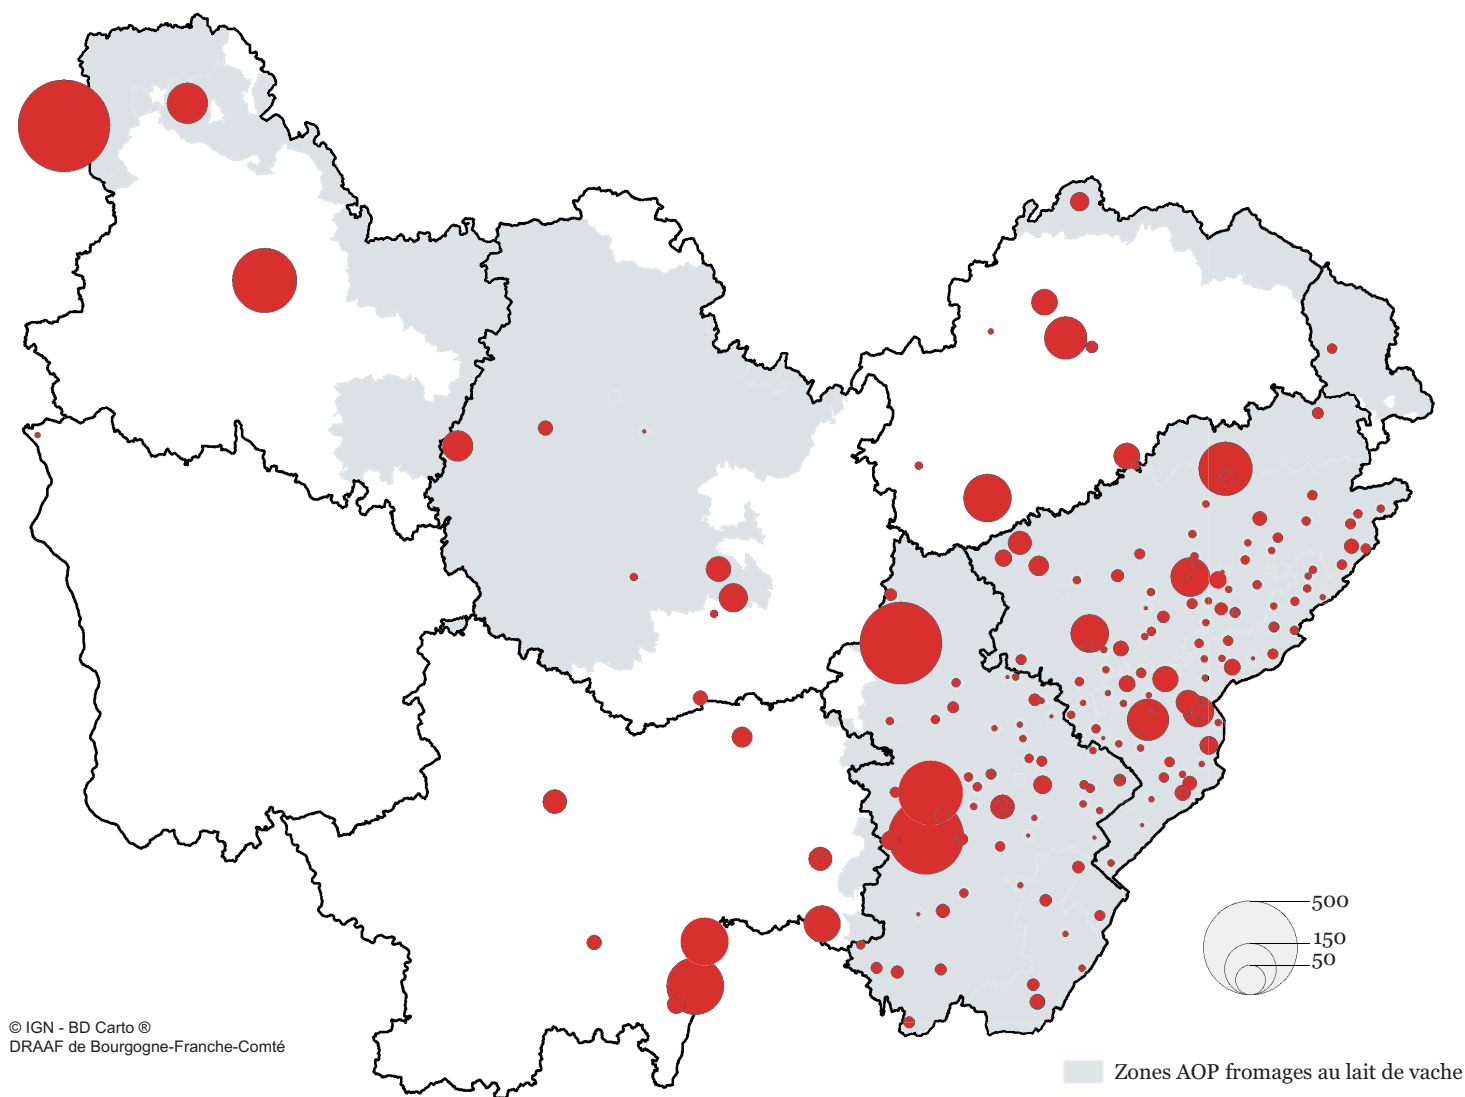 500
150
50
© IGN - BD Carto ®
DRAAF de Bourgogne-Franche-Comté
Zones AOP fromages au lait de vache